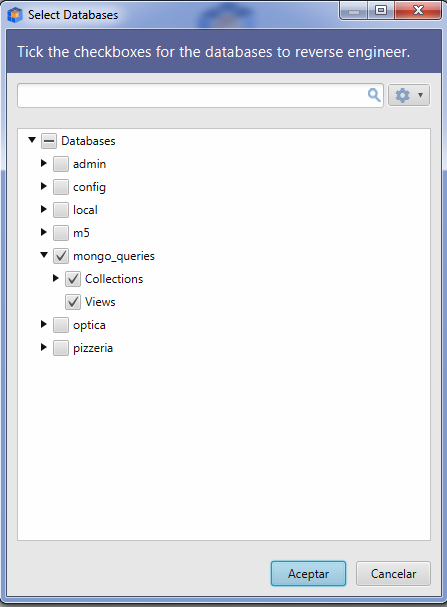 Select Databases
Tick the checkboxes for the databases to reverse engineer.
Databases
admin
config
local
m5
mongo_queries
Collections
Views
optica
pizzeria
Aceptar Cancelar